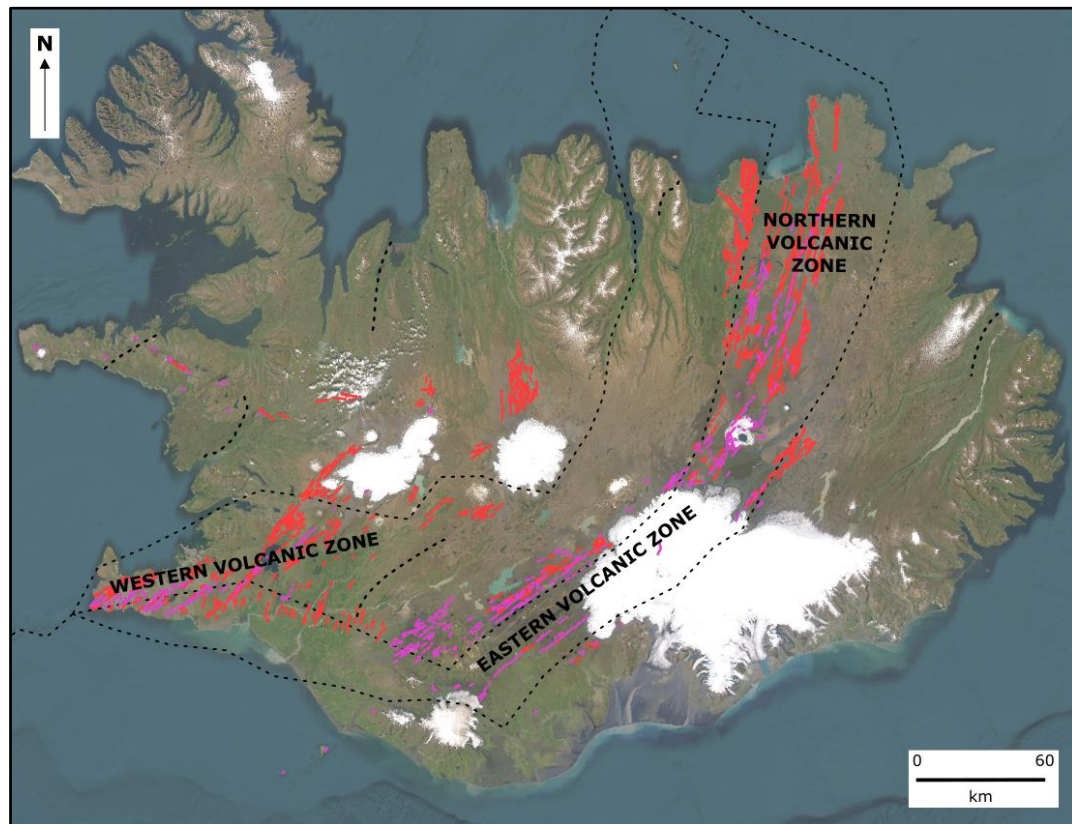 N
NORTHERN
VOLCANIC
ZONE
WESTERN VOLCANIC ZONE
EASTERN VOLCANIC ZONE
0 60
km